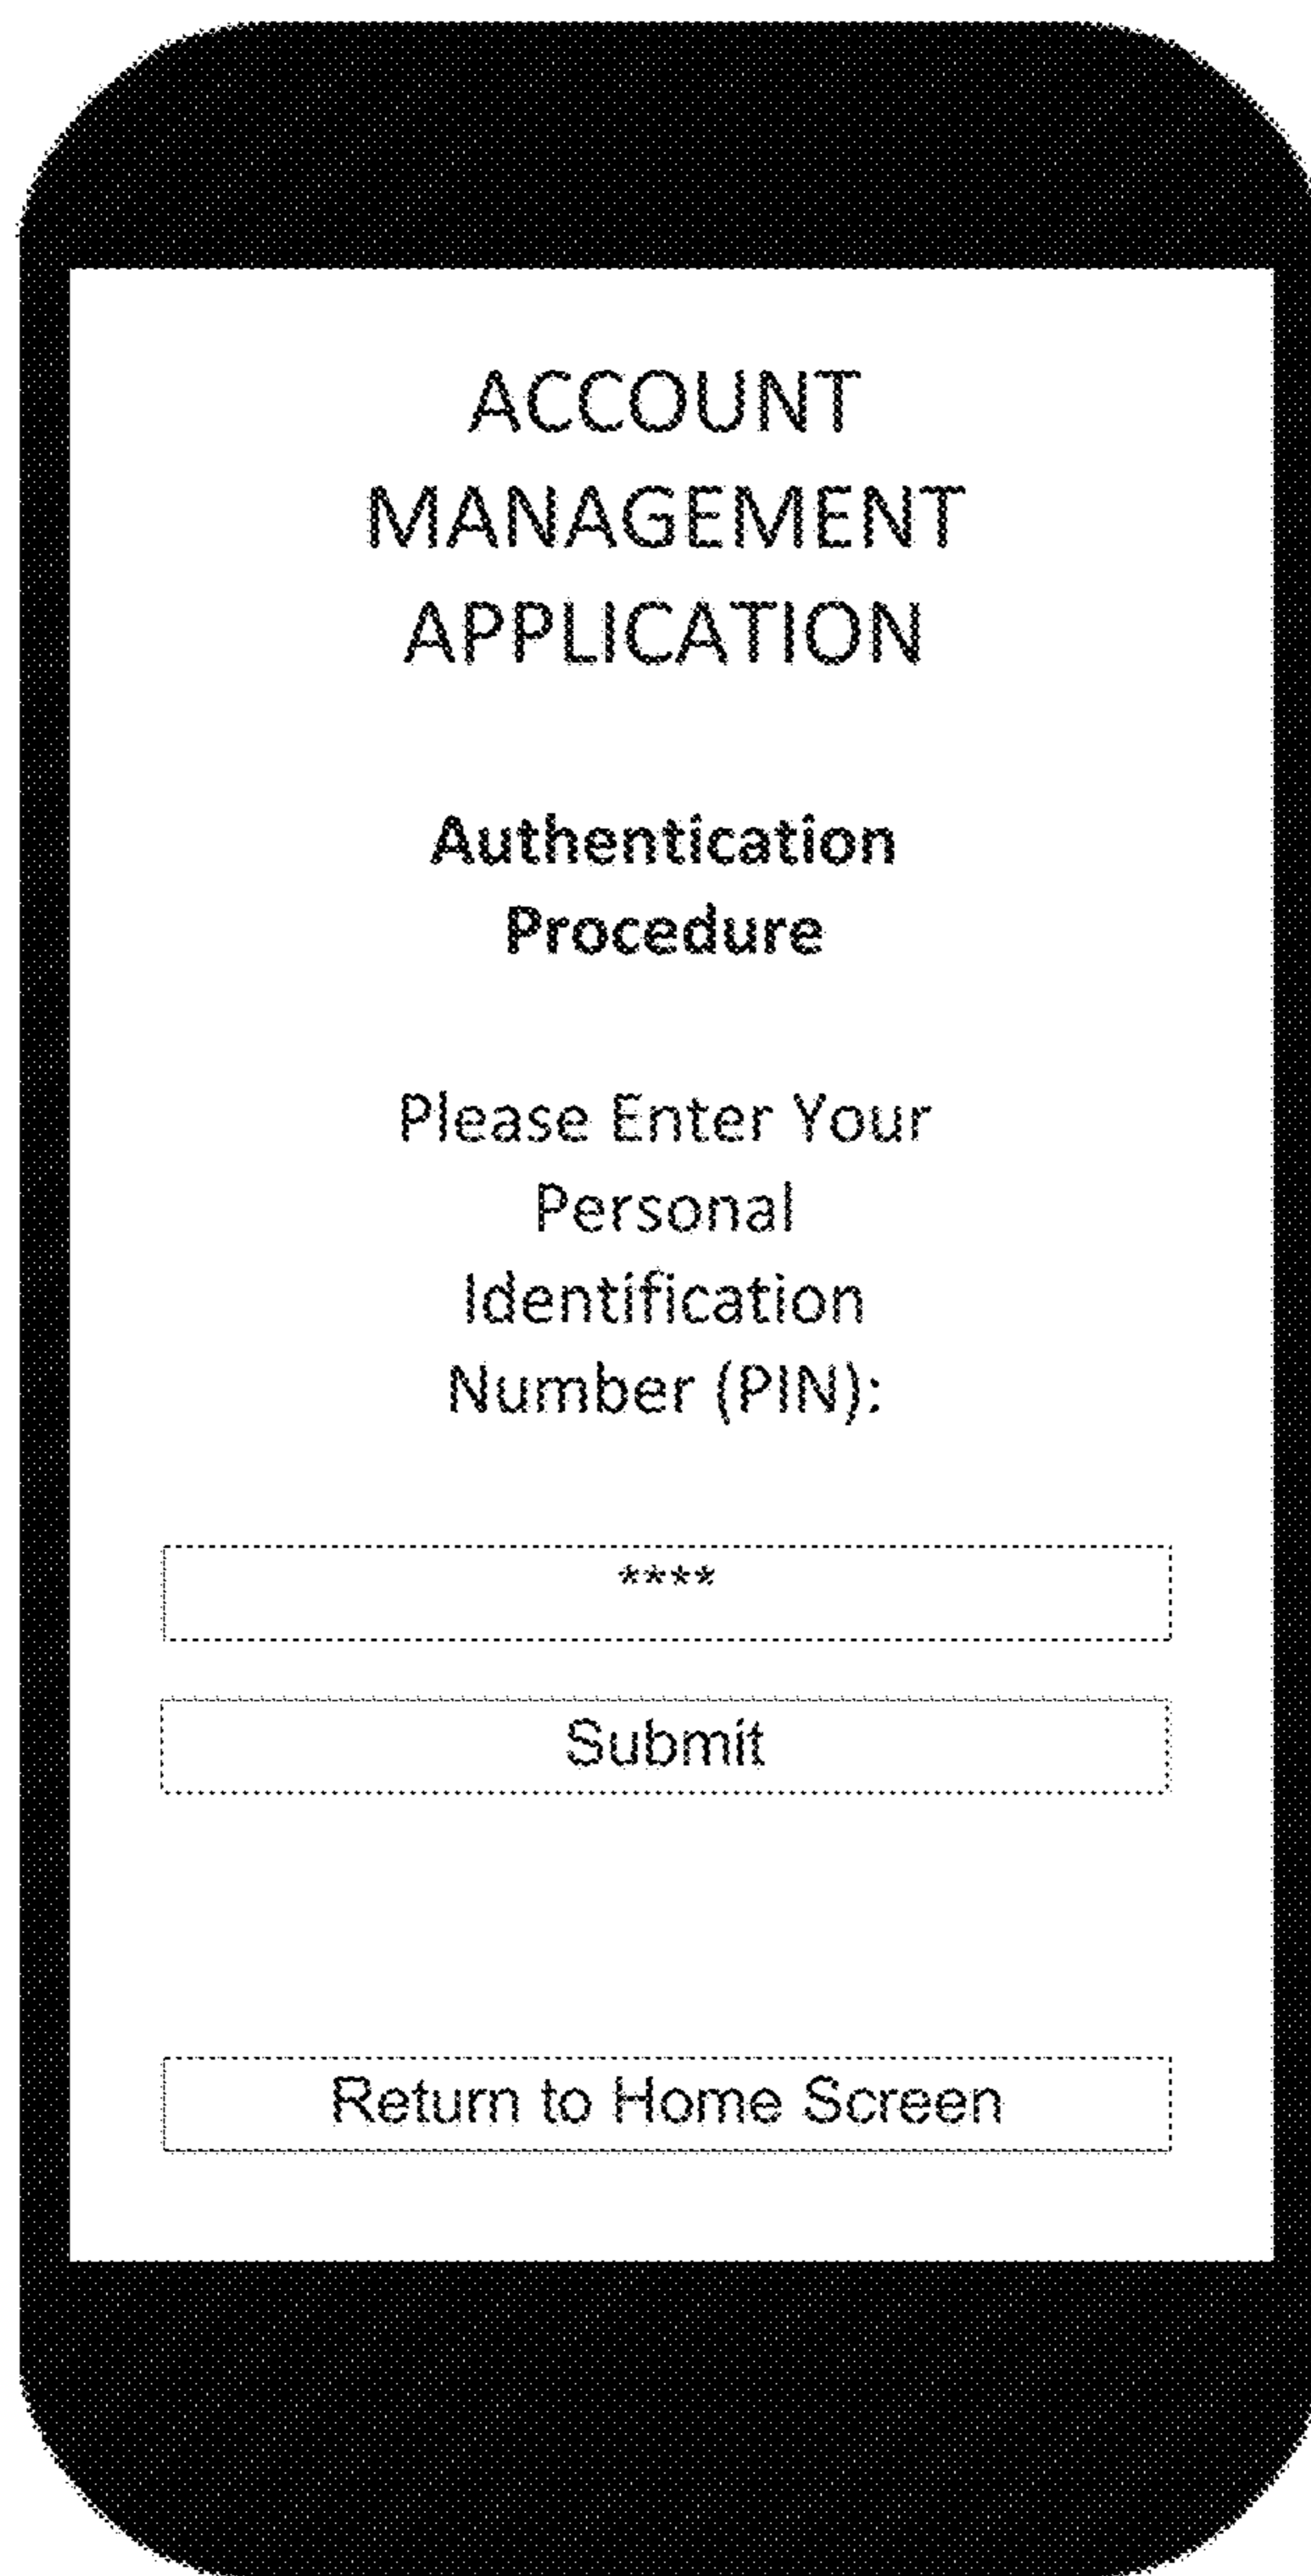 ACCOUNT
MANAGEMENT
APPLICATION
Authentication
Procedure
Please Enter Your
Personal
Identification
Number (PIN):
****
Submit
Return to Home Screen